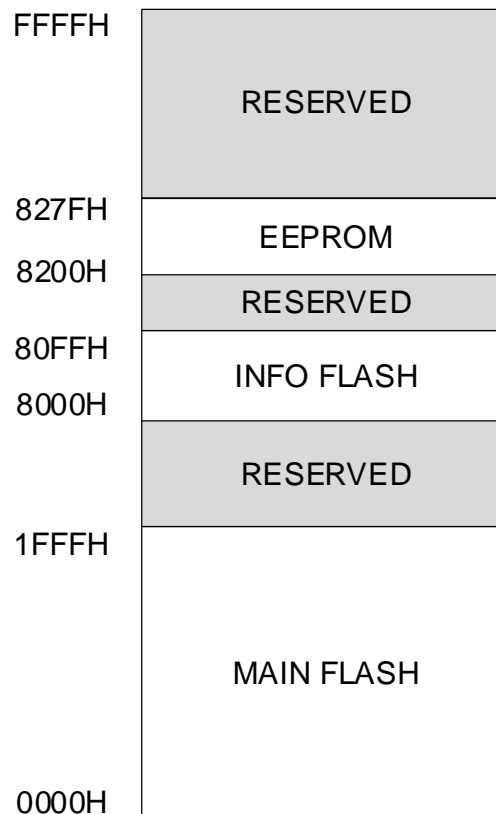 FFFFH
RESERVED
827FH
EEPROM
8200H
RESERVED
80FFH
INFO FLASH
8000H
RESERVED
1FFFH
MAIN FLASH
0000H